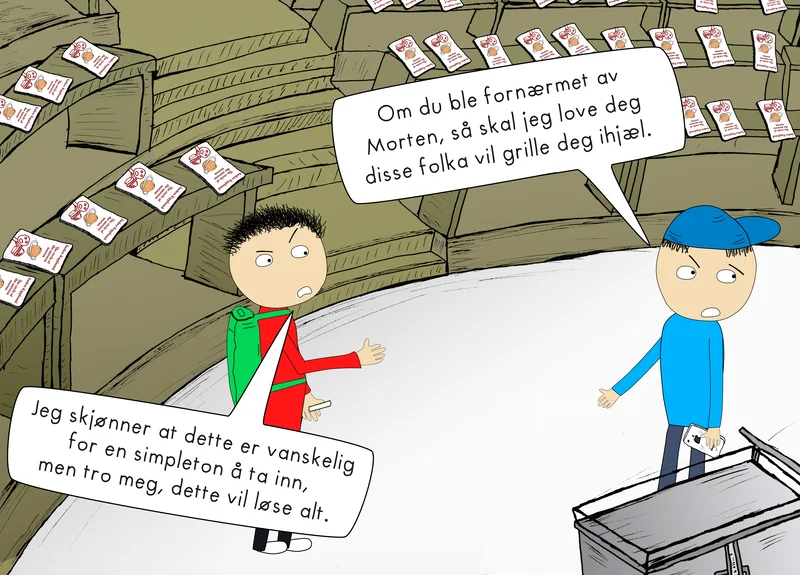 Om du ble fornærmet av
Morten, så skal jeg love deg
disse folka vil grille deg ihjæl.
Jeg skjønner at dette er vanskelig
for en simpleton å ta inn,
men tro meg, dette vil løse alt.